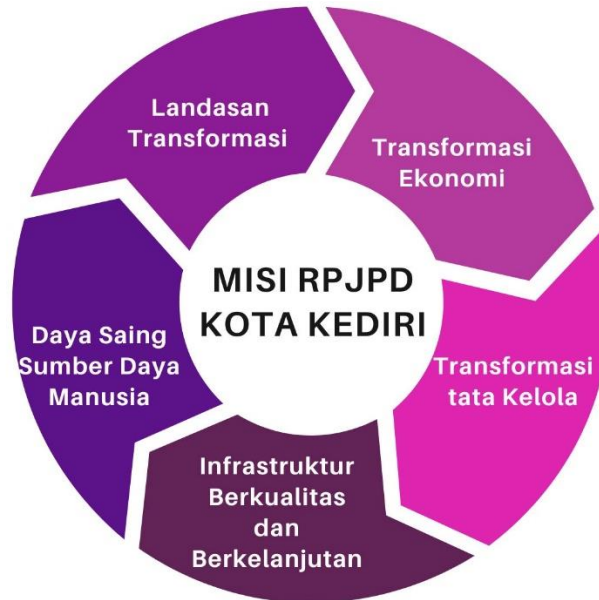 Landasan
Transformasi
Transformasi
Ekonomi
MISI RPJPD
KOTA KEDIRI
Daya Saing
Sumber Daya
Manusia
Transformasi
tata Kelola
Infrastruktur
Berkualitas
dan
Berkelanjutan